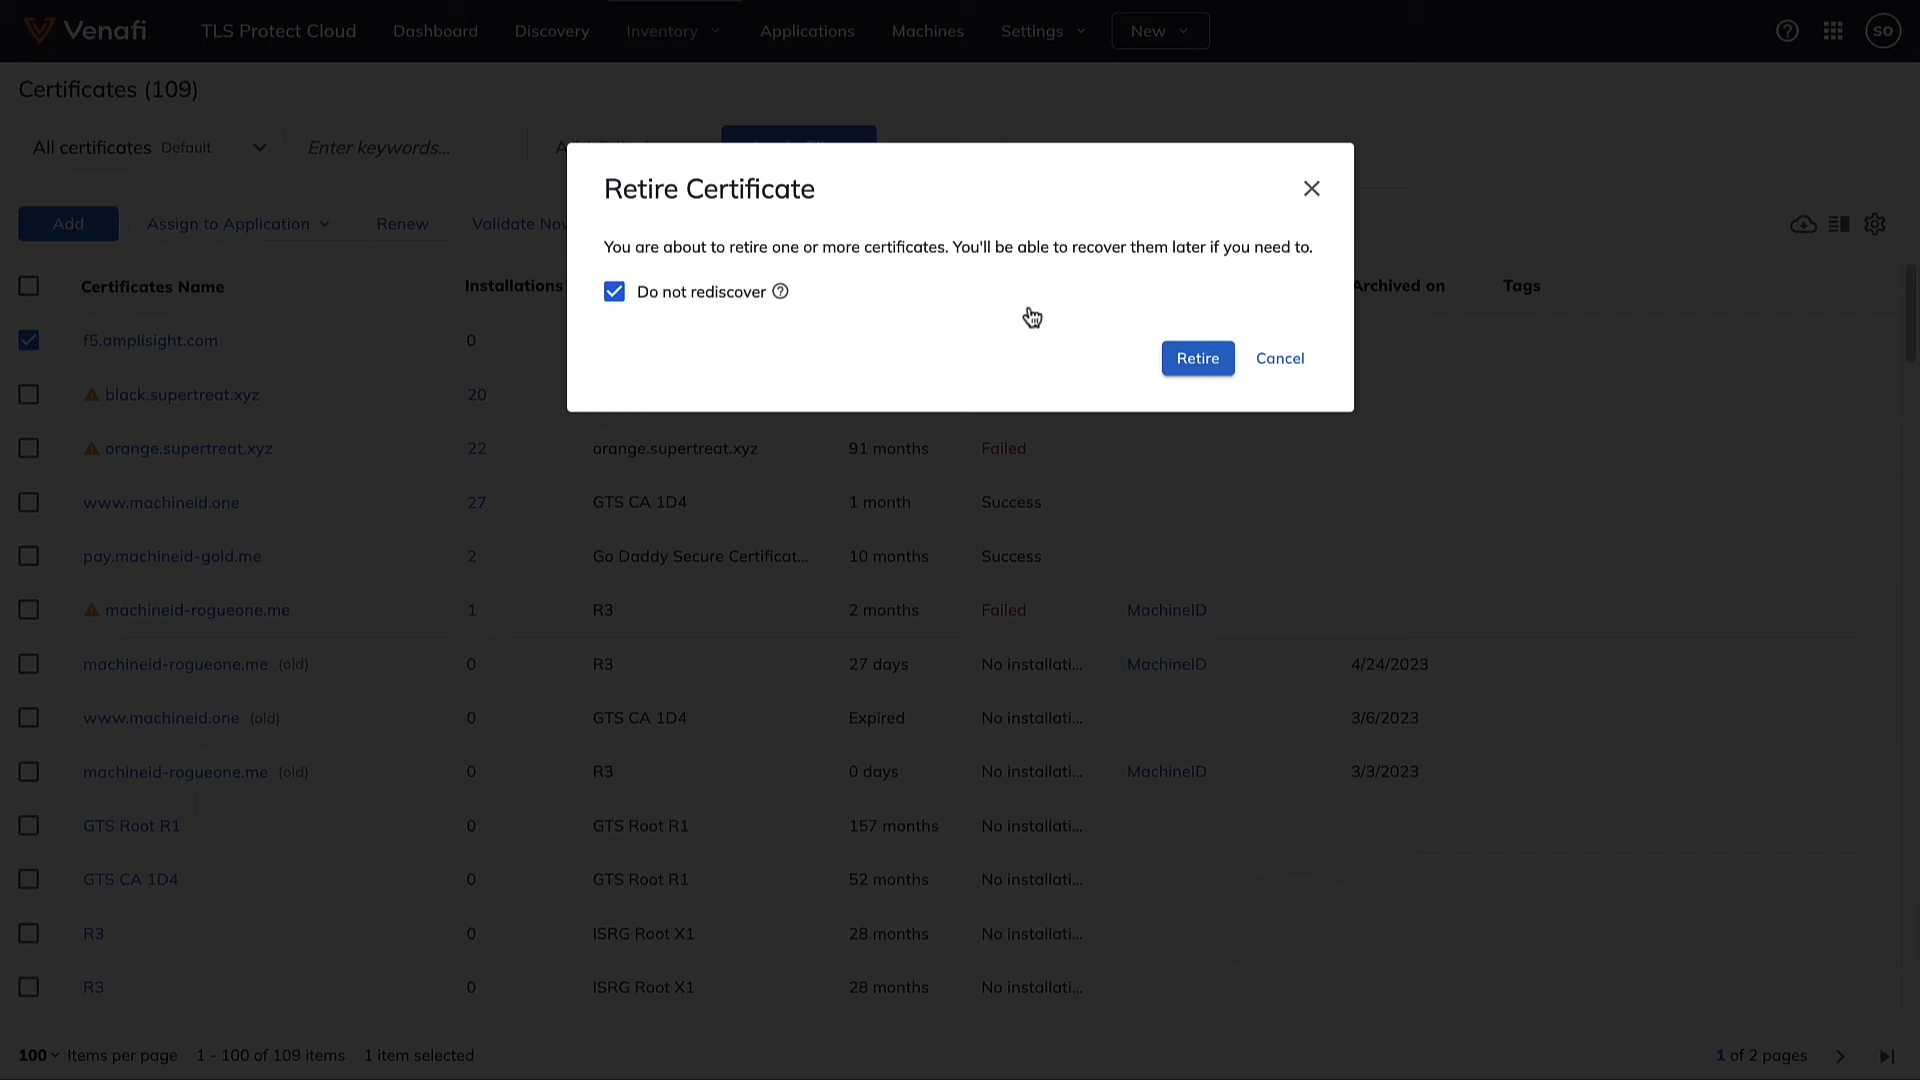 Venafi
TLS Protect Cloud Dashboard Discovery Inventory Applications Machines Settings New SO
Certificates (109)
All certificates Default Enter keywords...
Retire Certificate
Add Assign to Application Renew Validate Now
You are about to retire one or more certificates. You'll be able to recover them later if you need to.
Do not rediscover
Retire Cancel
Certificates Name Installations Archived on Tags
f5.amplisight.com 0
black.supertreat.xyz 20
orange.supertreat.xyz 22 orange.supertreat.xyz 91 months Failed
www.machineid.one 27 GTS CA 1D4 1 month Success
pay.machineid-gold.me 2 Go Daddy Secure Certificat... 10 months Success
machineid-rogueone.me 1 R3 2 months Failed MachineID
machineid-rogueone.me (old) 0 R3 27 days No installati... MachineID 4/24/2023
www.machineid.one (old) 0 GTS CA 1D4 Expired No installati... 3/6/2023
machineid-rogueone.me (old) 0 R3 0 days No installati... MachineID 3/3/2023
GTS Root R1 0 GTS Root R1 157 months No installati...
GTS CA 1D4 0 GTS Root R1 52 months No installati...
R3 0 ISRG Root X1 28 months No installati...
R3 0 ISRG Root X1 28 months No installati...
100 Items per page 1 - 100 of 109 items 1 item selected 1 of 2 pages